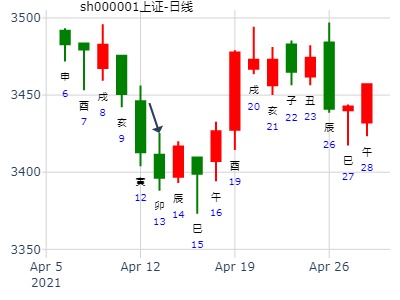 sh000001上证-日线
3500
3450
3400
3350
申
6
酉
7
戌
8
亥
9
寅
12
卯
13
辰
14
巳
15
午
16
酉
19
戌
20
亥
21
子
22
丑
23
辰
26
巳
27
午
28
Apr 5
2021
Apr 12
Apr 19
Apr 26